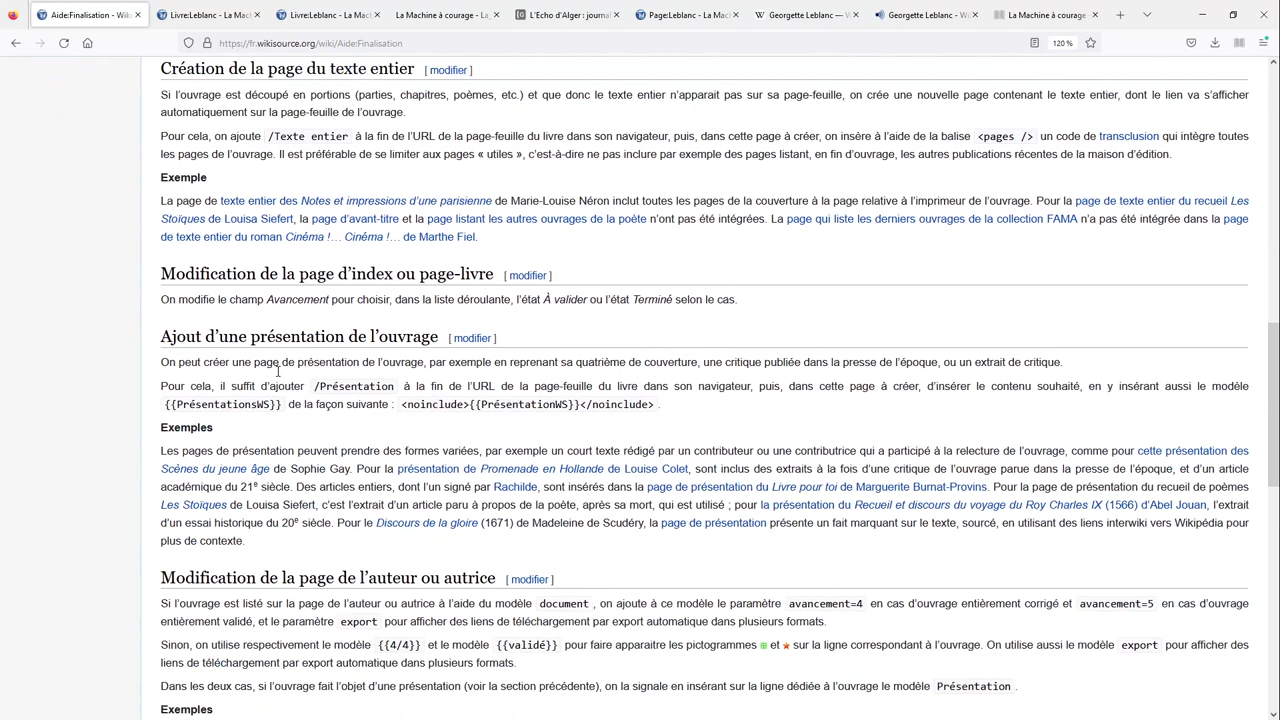 Aide:Finalisation - Wiki
Livre:Leblanc - La Mach
Livre:Leblanc - La Mach
La Machine à courage - L
L'Echo d'Alger : journal
Page:Leblanc - La Mach
Georgette Leblanc — W
Georgette Leblanc - Wik
La Machine à courage
https://fr.wikisource.org/wiki/Aide:Finalisation
120 %
Création de la page du texte entier [ modifier ]
Si l'ouvrage est découpé en portions (parties, chapitres, poèmes, etc.) et que donc le texte entier n'apparait pas sur sa page-feuille, on crée une nouvelle page contenant le texte entier, dont le lien va s'afficher
automatiquement sur la page-feuille de l'ouvrage.
Pour cela, on ajoute /Texte entier à la fin de l'URL de la page-feuille du livre dans son navigateur, puis, dans cette page à créer, on insère à l'aide de la balise <pages /> un code de transclusion qui intègre toutes
les pages de l'ouvrage. Il est préférable de se limiter aux pages « utiles », c'est-à-dire ne pas inclure par exemple des pages listant, en fin d'ouvrage, les autres publications récentes de la maison d'édition.
Exemple
La page de texte entier des Notes et impressions d'une parisienne de Marie-Louise Néron inclut toutes les pages de la couverture à la page relative à l'imprimeur de l'ouvrage. Pour la page de texte entier du recueil Les
Stoïques de Louisa Siefert, la page d'avant-titre et la page listant les autres ouvrages de la poète n'ont pas été intégrées. La page qui liste les derniers ouvrages de la collection FAMA n'a pas été intégrée dans la page
de texte entier du roman Cinéma !… Cinéma !… de Marthe Fiel.
Modification de la page d'index ou page-livre [ modifier ]
On modifie le champ Avancement pour choisir, dans la liste déroulante, l'état À valider ou l'état Terminé selon le cas.
Ajout d'une présentation de l'ouvrage [ modifier ]
On peut créer une page de présentation de l'ouvrage, par exemple en reprenant sa quatrième de couverture, une critique publiée dans la presse de l'époque, ou un extrait de critique.
Pour cela, il suffit d'ajouter /Présentation à la fin de l'URL de la page-feuille du livre dans son navigateur, puis, dans cette page à créer, d'insérer le contenu souhaité, en y insérant aussi le modèle
{{PrésentationsWS}} de la façon suivante : <noinclude>{{PrésentationWS}}</noinclude> .
Exemples
Les pages de présentation peuvent prendre des formes variées, par exemple un court texte rédigé par un contributeur ou une contributrice qui a participé à la relecture de l'ouvrage, comme pour cette présentation des
Scènes du jeune âge de Sophie Gay. Pour la présentation de Promenade en Hollande de Louise Colet, sont inclus des extraits à la fois d'une critique de l'ouvrage parue dans la presse de l'époque, et d'un article
académique du 21e siècle. Des articles entiers, dont l'un signé par Rachilde, sont insérés dans la page de présentation du Livre pour toi de Marguerite Burnat-Provins. Pour la page de présentation du recueil de poèmes
Les Stoïques de Louisa Siefert, c'est l'extrait d'un article paru à propos de la poète, après sa mort, qui est utilisé ; pour la présentation du Recueil et discours du voyage du Roy Charles IX (1566) d'Abel Jouan, l'extrait
d'un essai historique du 20e siècle. Pour le Discours de la gloire (1671) de Madeleine de Scudéry, la page de présentation présente un fait marquant sur le texte, sourcé, en utilisant des liens interwiki vers Wikipédia pour
plus de contexte.
Modification de la page de l'auteur ou autrice [ modifier ]
Si l'ouvrage est listé sur la page de l'auteur ou autrice à l'aide du modèle document , on ajoute à ce modèle le paramètre avancement=4 en cas d'ouvrage entièrement corrigé et avancement=5 en cas d'ouvrage
entièrement validé, et le paramètre export pour afficher des liens de téléchargement par export automatique dans plusieurs formats.
Sinon, on utilise respectivement le modèle {{4/4}} et le modèle {{validé}} pour faire apparaitre les pictogrammes et sur la ligne correspondant à l'ouvrage. On utilise aussi le modèle export pour afficher des
liens de téléchargement par export automatique dans plusieurs formats.
Dans les deux cas, si l'ouvrage fait l'objet d'une présentation (voir la section précédente), on la signale en insérant sur la ligne dédiée à l'ouvrage le modèle Présentation .
Exemples